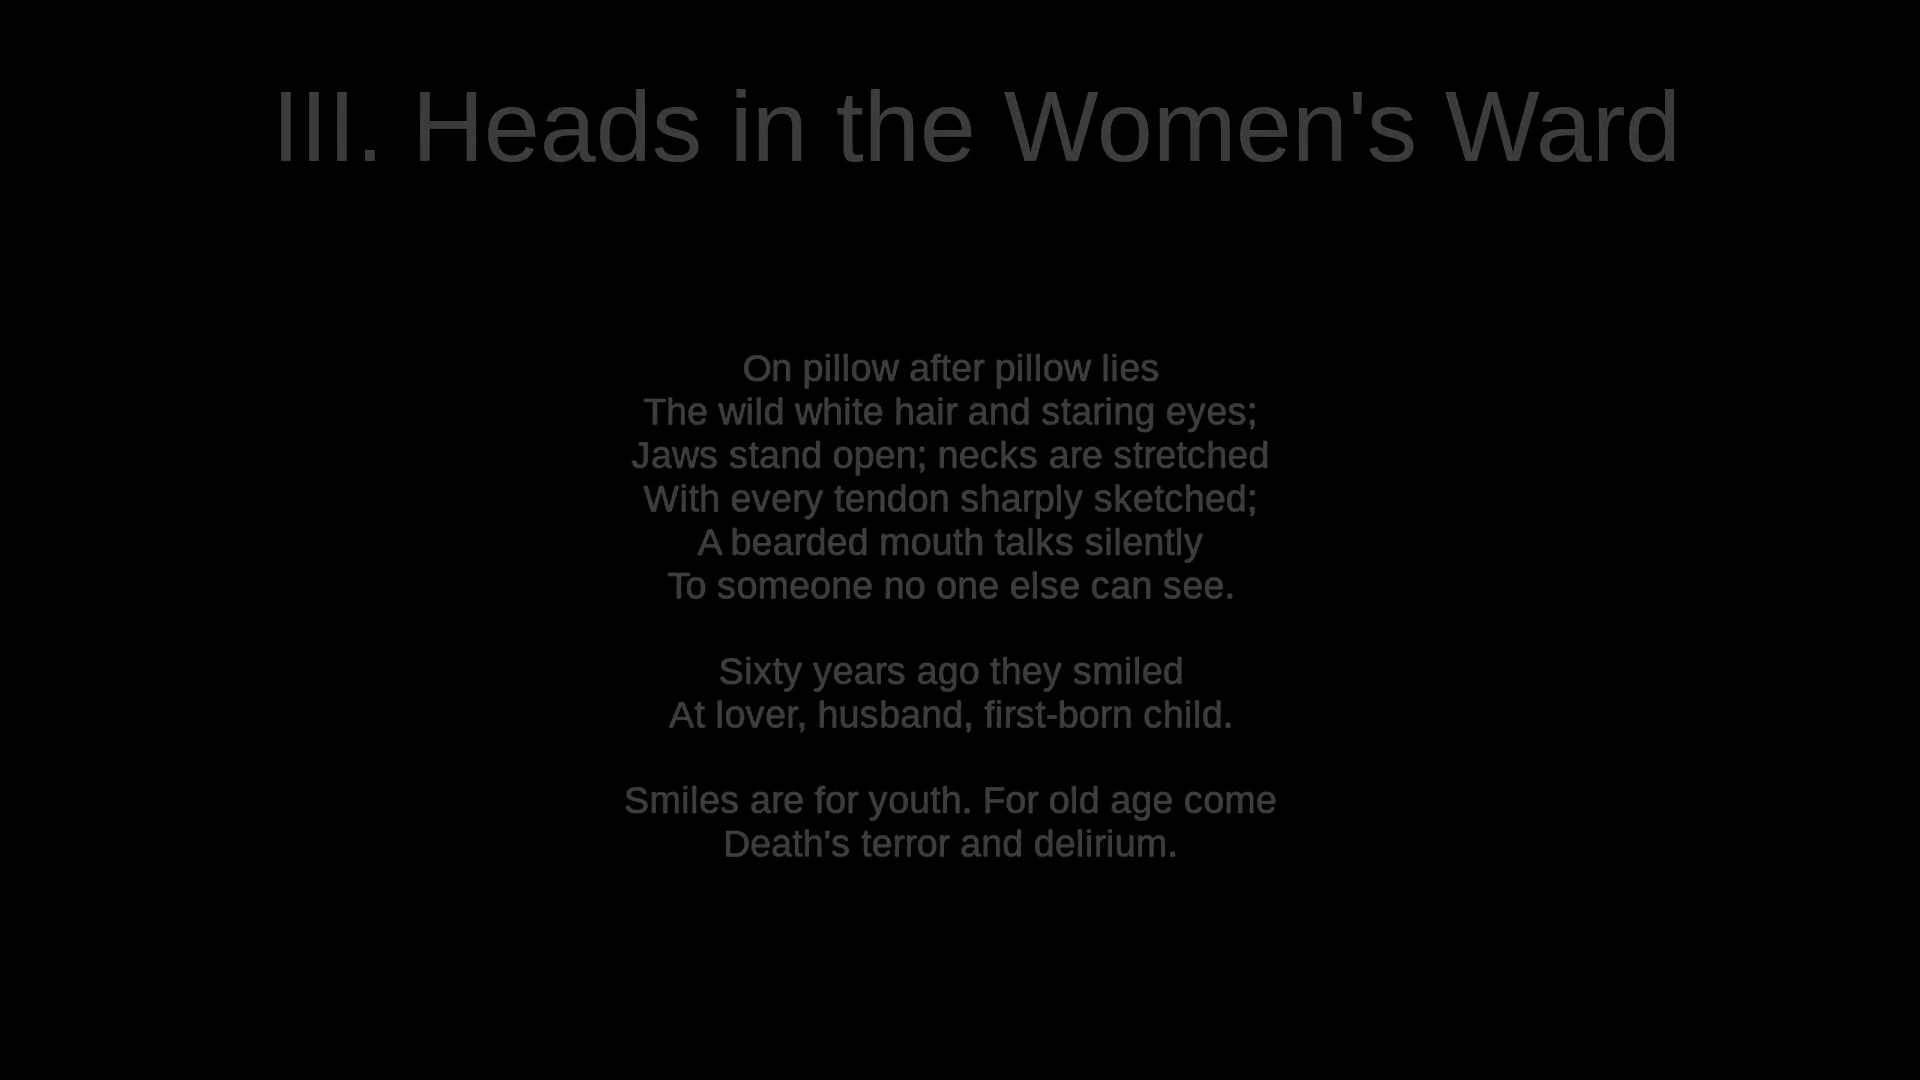 III. Heads in the Women's Ward
On pillow after pillow lies
The wild white hair and staring eyes;
Jaws stand open; necks are stretched
With every tendon sharply sketched;
A bearded mouth talks silently
To someone no one else can see.
Sixty years ago they smiled
At lover, husband, first-born child.
Smiles are for youth. For old age come
Death's terror and delirium.